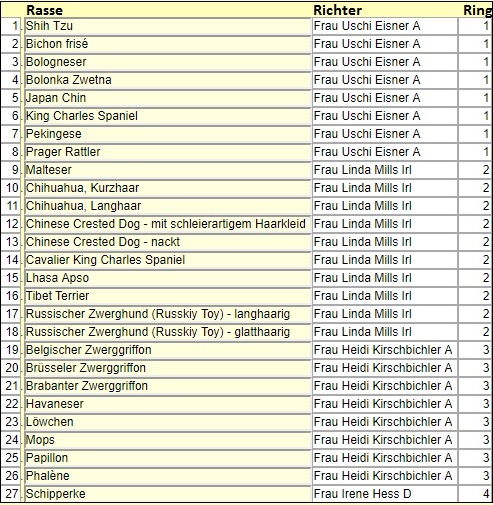 Rasse Richter Ring
1. Shih Tzu Frau Uschi Eisner A 1
2. Bichon frisé Frau Uschi Eisner A 1
3. Bologneser Frau Uschi Eisner A 1
4. Bolonka Zwetna Frau Uschi Eisner A 1
5. Japan Chin Frau Uschi Eisner A 1
6. King Charles Spaniel Frau Uschi Eisner A 1
7. Pekingese Frau Uschi Eisner A 1
8. Prager Rattler Frau Uschi Eisner A 1
9. Malteser Frau Linda Mills Irl 2
10. Chihuahua, Kurzhaar Frau Linda Mills Irl 2
11. Chihuahua, Langhaar Frau Linda Mills Irl 2
12. Chinese Crested Dog - mit schleierartigem Haarkleid Frau Linda Mills Irl 2
13. Chinese Crested Dog - nackt Frau Linda Mills Irl 2
14. Cavalier King Charles Spaniel Frau Linda Mills Irl 2
15. Lhasa Apso Frau Linda Mills Irl 2
16. Tibet Terrier Frau Linda Mills Irl 2
17. Russischer Zwerghund (Russkiy Toy) - langhaarig Frau Linda Mills Irl 2
18. Russischer Zwerghund (Russkiy Toy) - glatthaarig Frau Linda Mills Irl 2
19. Belgischer Zwerggriffon Frau Heidi Kirschbichler A 3
20. Brüsseler Zwerggriffon Frau Heidi Kirschbichler A 3
21. Brabanter Zwerggriffon Frau Heidi Kirschbichler A 3
22. Havaneser Frau Heidi Kirschbichler A 3
23. Löwchen Frau Heidi Kirschbichler A 3
24. Mops Frau Heidi Kirschbichler A 3
25. Papillon Frau Heidi Kirschbichler A 3
26. Phalène Frau Heidi Kirschbichler A 3
27. Schipperke Frau Irene Hess D 4